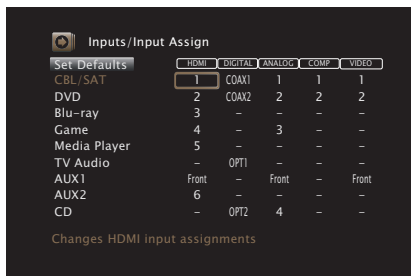 Inputs/Input Assign
Set Defaults HDMI DIGITAL ANALOG COMP VIDEO
CBL/SAT 1 COAX1 1 1 1
DVD 2 COAX2 2 2 2
Blu-ray 3 – – – –
Game 4 – 3 – –
Media Player 5 – – – –
TV Audio – OPT1 – – –
AUX1 Front – Front – Front
AUX2 6 – – – –
CD – OPT2 4 – –
Changes HDMI input assignments